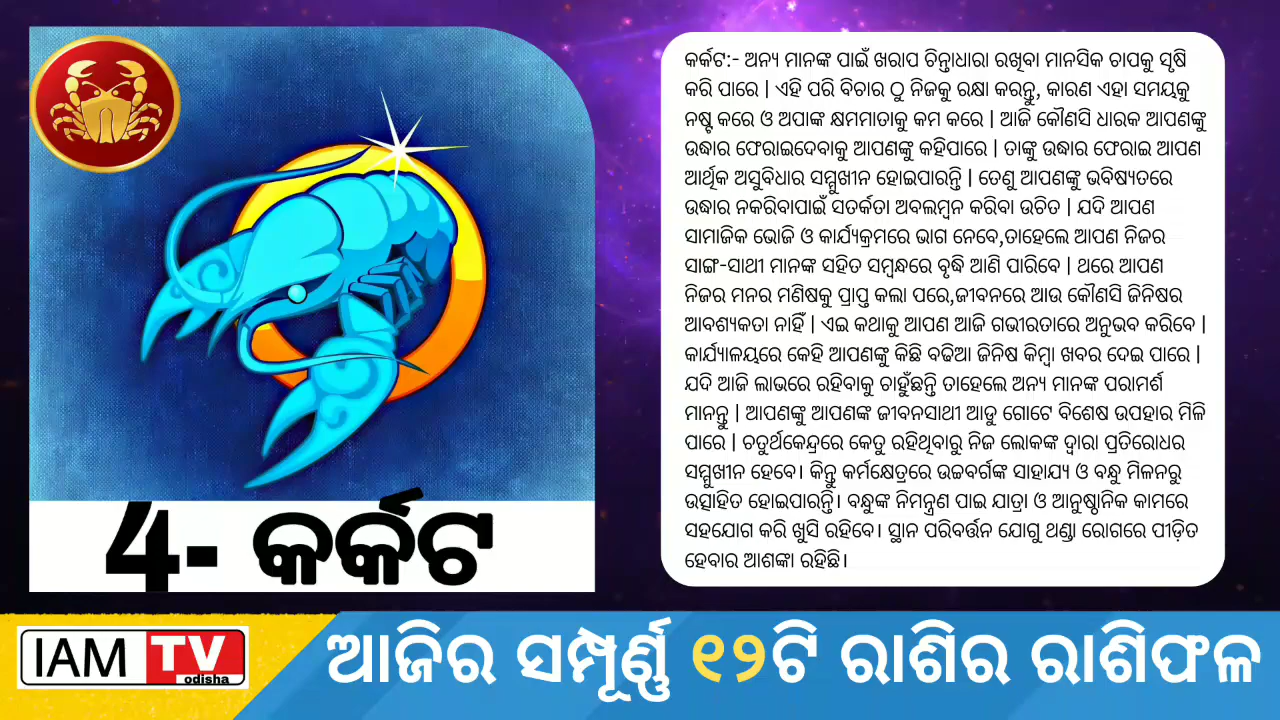 କର୍କଟ:- ଅନ୍ୟ ମାନଙ୍କ ପାଇଁ ଖରାପ ଚିନ୍ତାଧାରା ରଖିବା ମାନସିକ ଚାପକୁ ସୃଷି
କରି ପାରେ | ଏହି ପରି ବିଚାର ଠୁ ନିଜକୁ ରକ୍ଷା କରନ୍ତୁ, କାରଣ ଏହା ସମୟକୁ
ନଷ୍ଟ କରେ ଓ ଅପାଙ୍କ କ୍ଷମମାତାକୁ କମ କରେ | ଆଜି କୌଣସି ଧାରକ ଆପଣଙ୍କୁ
ଉଦ୍ଧାର ଫେରାଇଦେବାକୁ ଆପଣଙ୍କୁ କହିପାରେ | ତାଙ୍କୁ ଉଦ୍ଧାର ଫେରାଇ ଆପଣ
ଆର୍ଥିକ ଅସୁବିଧାର ସମ୍ମୁଖୀନ ହୋଇପାରନ୍ତି | ତେଣୁ ଆପଣଙ୍କୁ ଭବିଷ୍ୟତରେ
ଉଦ୍ଧାର ନକରିବାପାଇଁ ସତର୍କତା ଅବଲମ୍ବନ କରିବା ଉଚିତ | ଯଦି ଆପଣ
ସାମାଜିକ ଭୋଜି ଓ କାର୍ଯ୍ୟକ୍ରମରେ ଭାଗ ନେବେ,ତାହେଲେ ଆପଣ ନିଜର
ସାଙ୍ଗ-ସାଥୀ ମାନଙ୍କ ସହିତ ସମ୍ବନ୍ଧରେ ବୃଦ୍ଧି ଆଣି ପାରିବେ | ଥରେ ଆପଣ
ନିଜର ମନର ମଣିଷକୁ ପ୍ରାପ୍ତ କଲା ପରେ,ଜୀବନରେ ଆଉ କୌଣସି ଜିନିଷର
ଆବଶ୍ୟକତା ନାହିଁ | ଏଇ କଥାକୁ ଆପଣ ଆଜି ଗଭୀରତାରେ ଅନୁଭବ କରିବେ |
କାର୍ଯ୍ୟାଳୟରେ କେହି ଆପଣଙ୍କୁ କିଛି ବଢିଆ ଜିନିଷ କିମ୍ବା ଖବର ଦେଇ ପାରେ |
ଯଦି ଆଜି ଲାଭରେ ରହିବାକୁ ଚାହୁଁଛନ୍ତି ତାହେଲେ ଅନ୍ୟ ମାନଙ୍କ ପରାମର୍ଶ
ମାନନ୍ତୁ | ଆପଣଙ୍କୁ ଆପଣଙ୍କ ଜୀବନସାଥୀ ଆଡୁ ଗୋଟେ ବିଶେଷ ଉପହାର ମିଳି
ପାରେ | ଚତୁର୍ଥକେନ୍ଦ୍ରରେ କେତୁ ରହିଥିବାରୁ ନିଜ ଲୋକଙ୍କ ଦ୍ୱାରା ପ୍ରତିରୋଧର
ସମ୍ମୁଖୀନ ହେବେ। କିନ୍ତୁ କର୍ମକ୍ଷେତ୍ରରେ ଉଚ୍ଚବର୍ଗଙ୍କ ସାହାଯ୍ୟ ଓ ବନ୍ଧୁ ମିଳନରୁ
ଉତ୍ସାହିତ ହୋଇପାରନ୍ତି। ବନ୍ଧୁଙ୍କ ନିମନ୍ତ୍ରଣ ପାଇ ଯାତ୍ରା ଓ ଆନୁଷ୍ଠାନିକ କାମରେ
ସହଯୋଗ କରି ଖୁସି ରହିବେ। ସ୍ଥାନ ପରିବର୍ତ୍ତନ ଯୋଗୁ ଥଣ୍ଡା ରୋଗରେ ପୀଡ଼ିତ
ହେବାର ଆଶଙ୍କା ରହିଛି।
4- କର୍କଟ
IAM TV
odisha
ଆଜିର ସମ୍ପୂର୍ଣ୍ଣ ୧୨ଟି ରାଶିର ରାଶିଫଳ